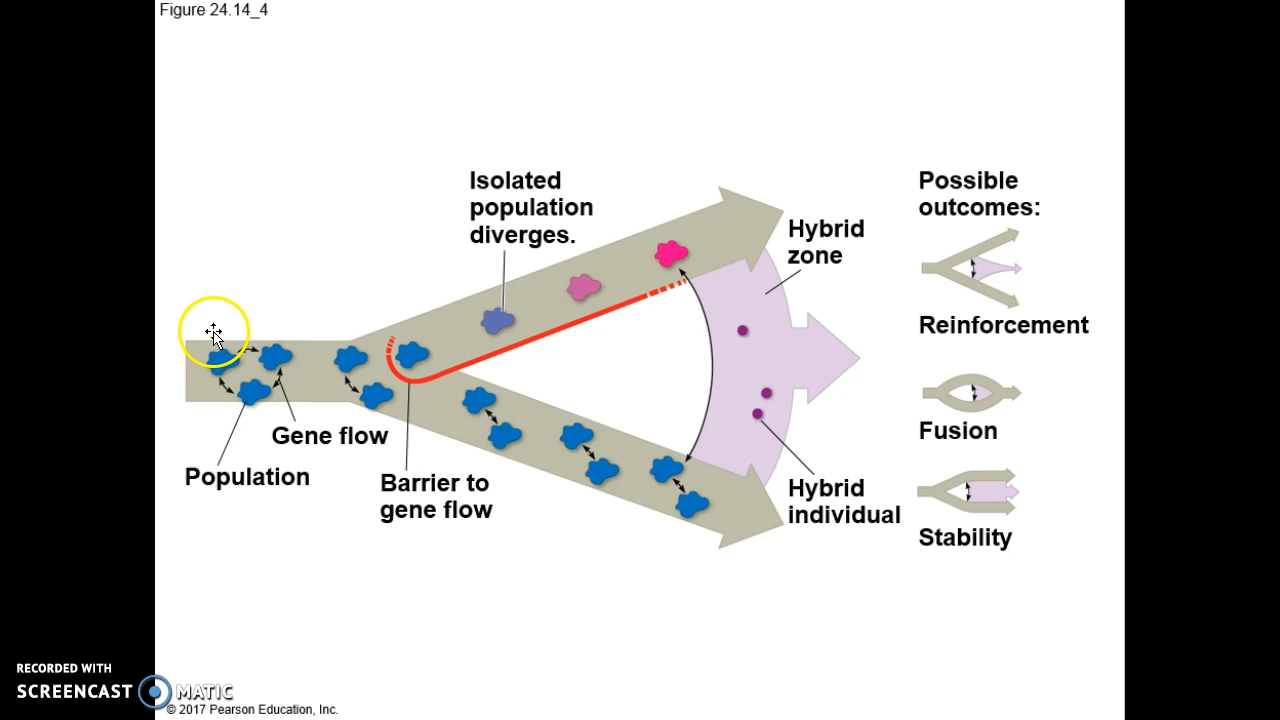 Figure 24.14_4
Isolated
population
diverges.
Hybrid
zone
Possible
outcomes:
Reinforcement
Gene flow
Population
Barrier to
gene flow
Hybrid
individual
Fusion
Stability
RECORDED WITH
SCREENCAST MATIC
© 2017 Pearson Education, Inc.